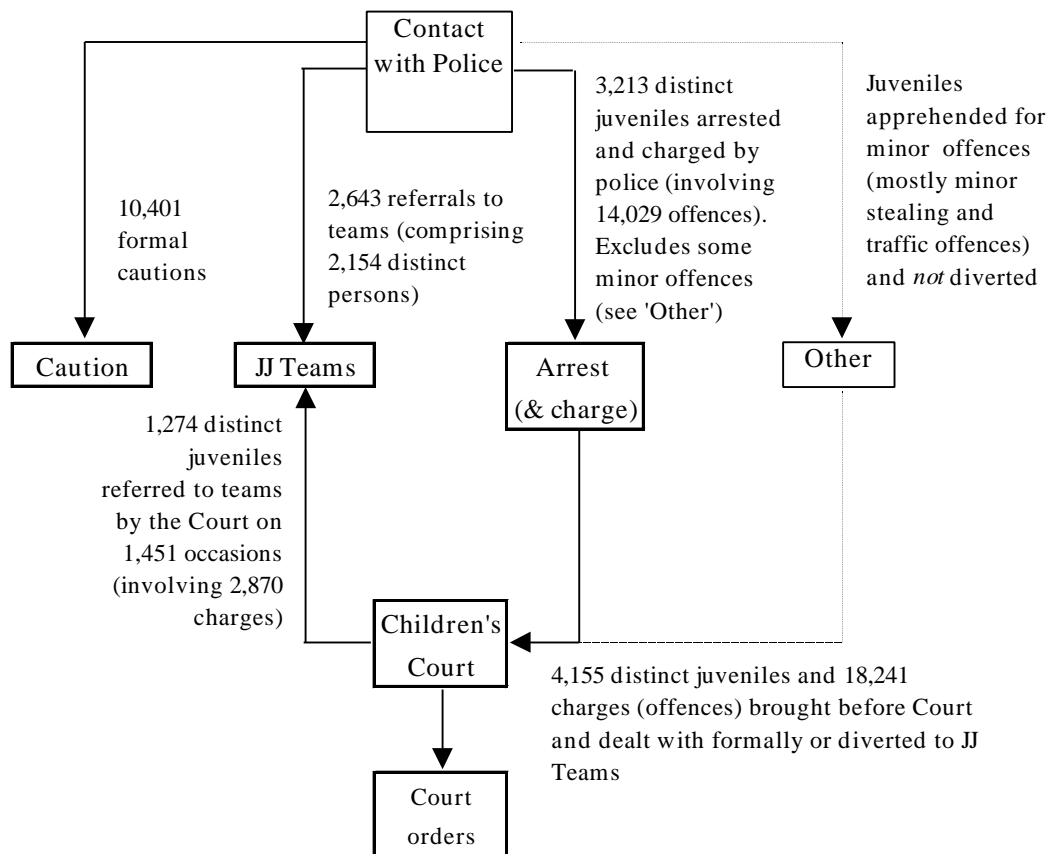 Contact
with Police
10,401
formal
cautions
2,643 referrals to
teams (comprising
2,154 distinct
persons)
3,213 distinct
juveniles arrested
and charged by
police (involving
14,029 offences).
Excludes some
minor offences
(see 'Other')
Juveniles
apprehended for
minor offences
(mostly minor
stealing and
traffic offences)
and not diverted
Caution
JJ Teams
Arrest
(& charge)
Other
1,274 distinct
juveniles
referred to teams
by the Court on
1,451 occasions
(involving 2,870
charges)
Children's
Court
4,155 distinct juveniles and 18,241
charges (offences) brought before Court
and dealt with formally or diverted to JJ
Teams
Court
orders